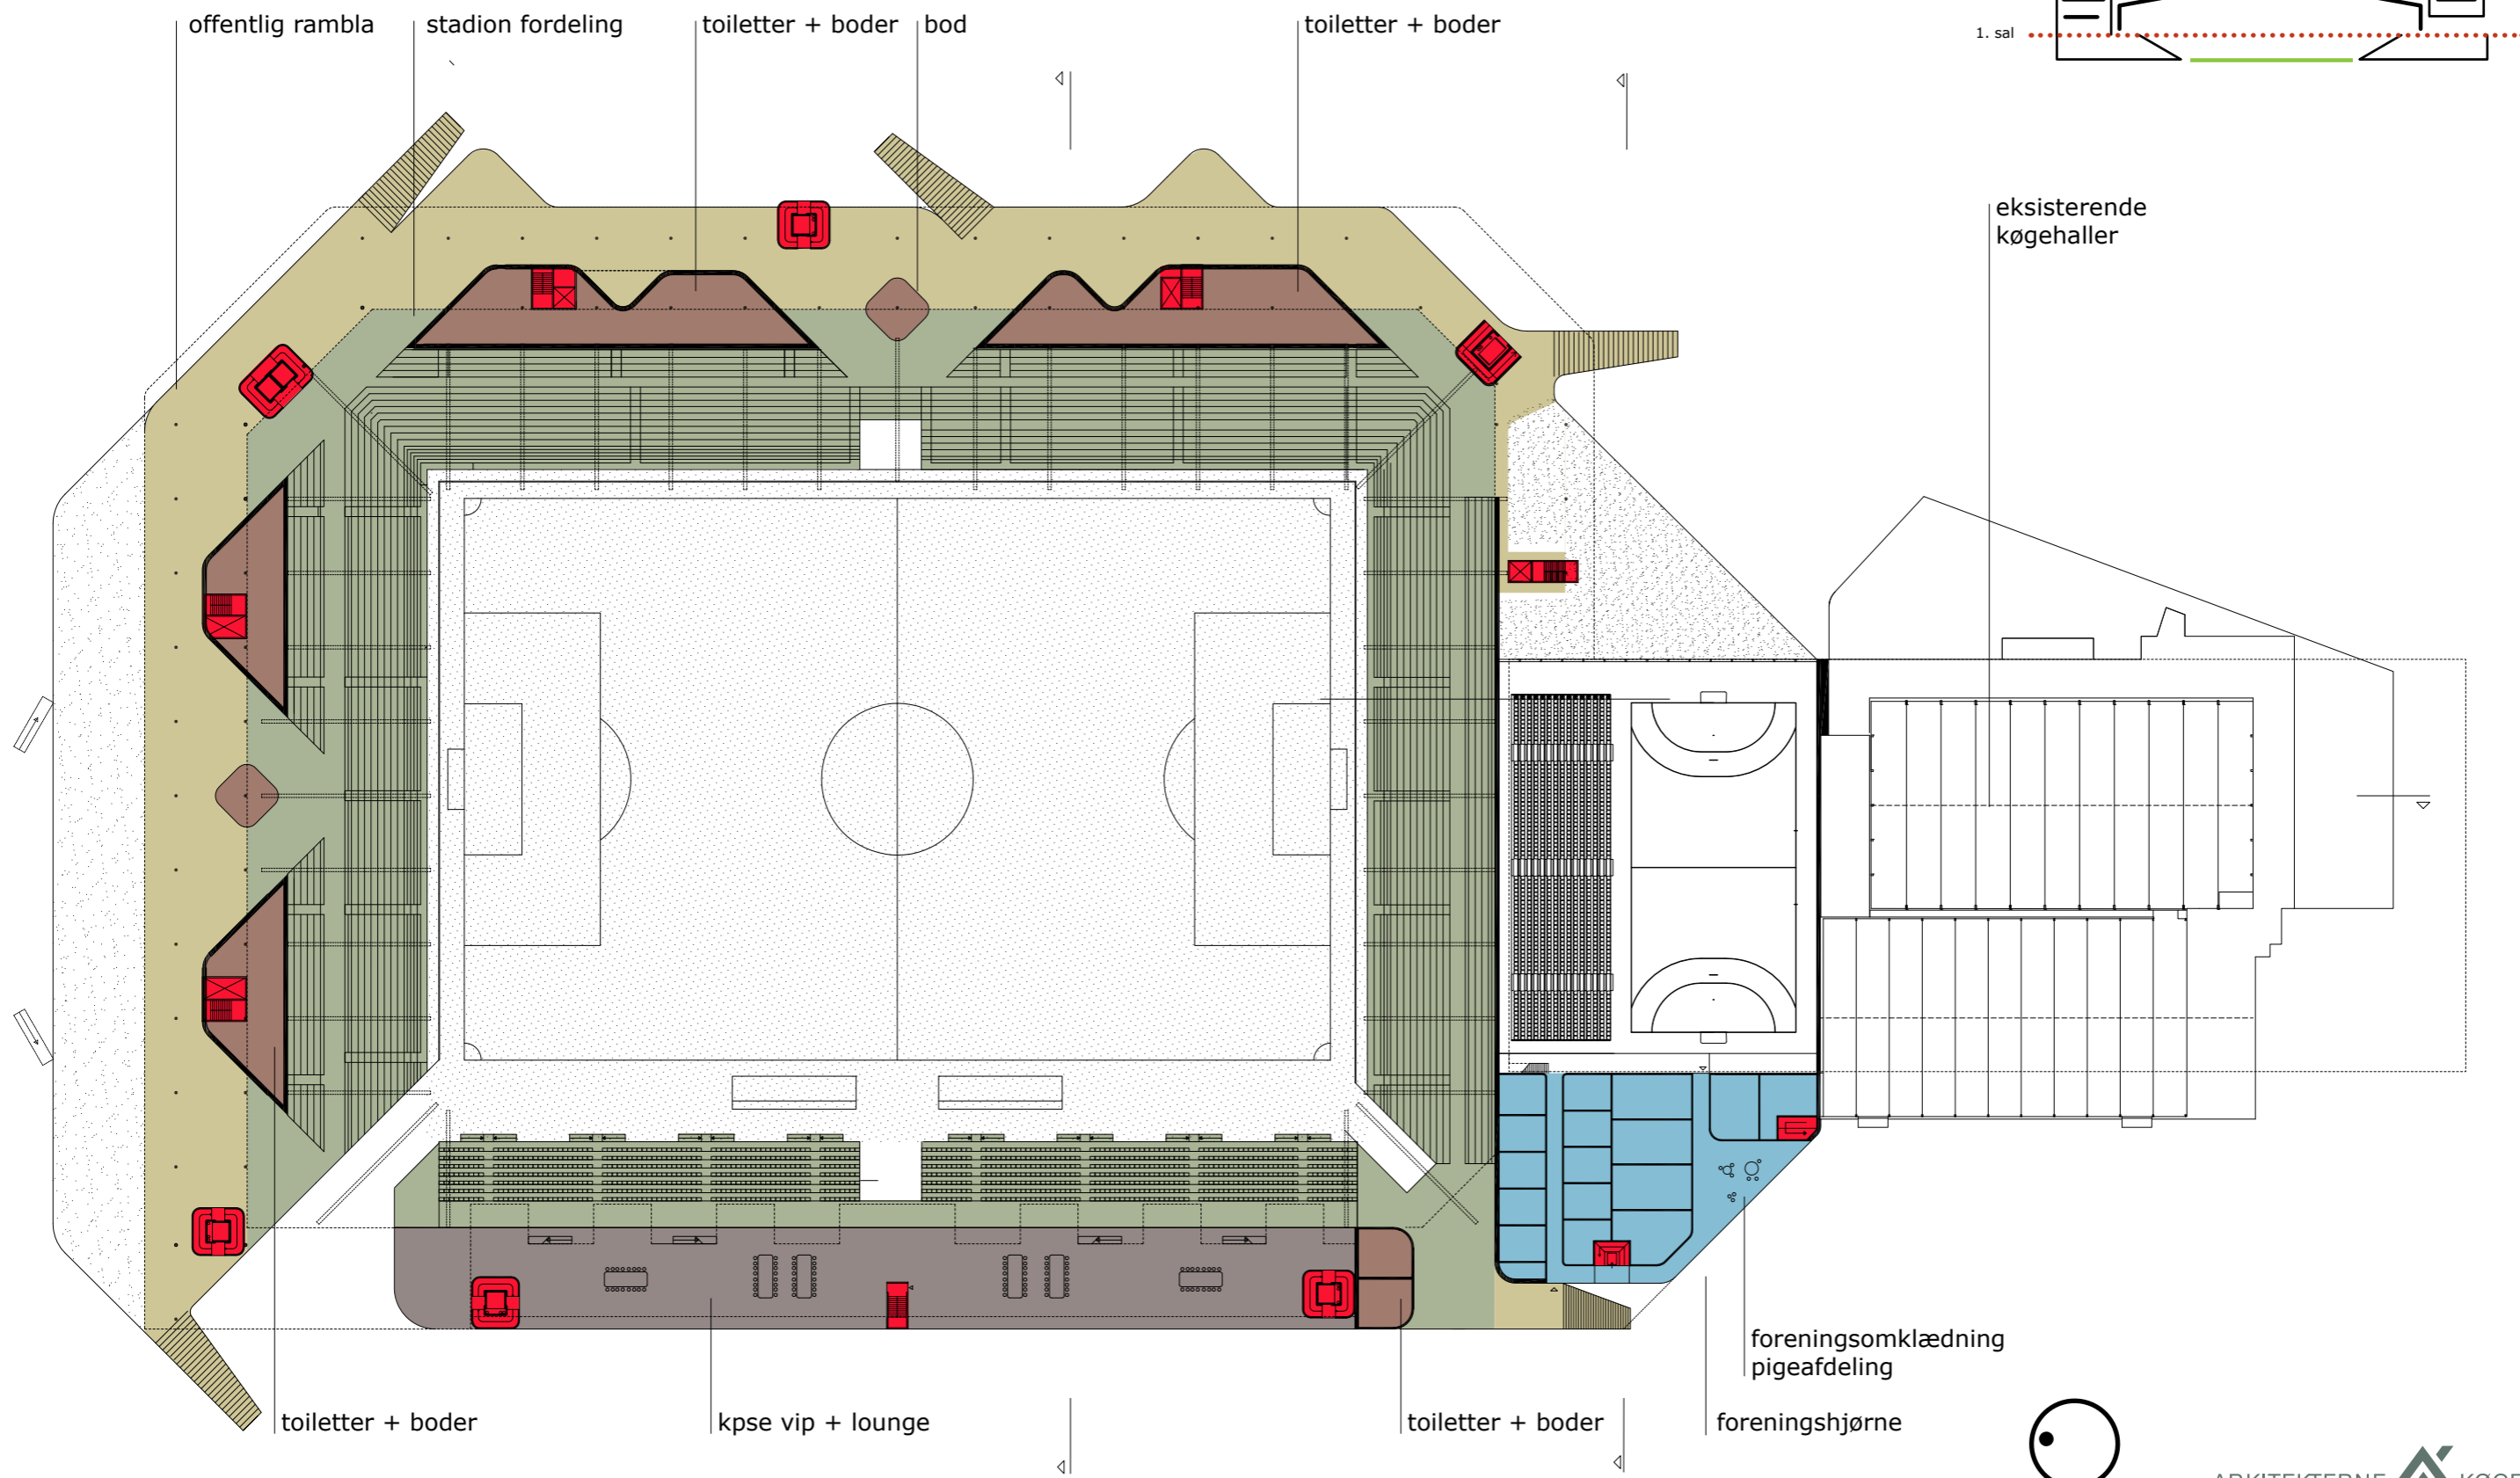 offentlig rambla
stadion fordeling
toiletter + boder
bod
toiletter + boder
1. sal
eksisterende
køgehaller
foreningsomklædning
pigeafdeling
toiletter + boder
kpse vip + lounge
toiletter + boder
foreningshjørne